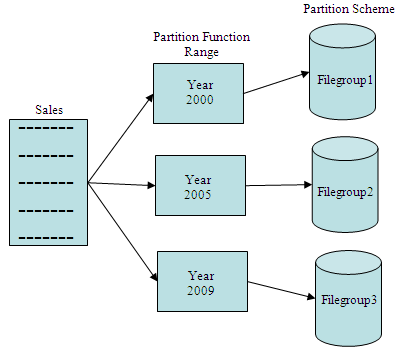 Partition Scheme
Partition Function
Range
Sales
Year
2000
Filegroup1
Year
2005
Filegroup2
Year
2009
Filegroup3